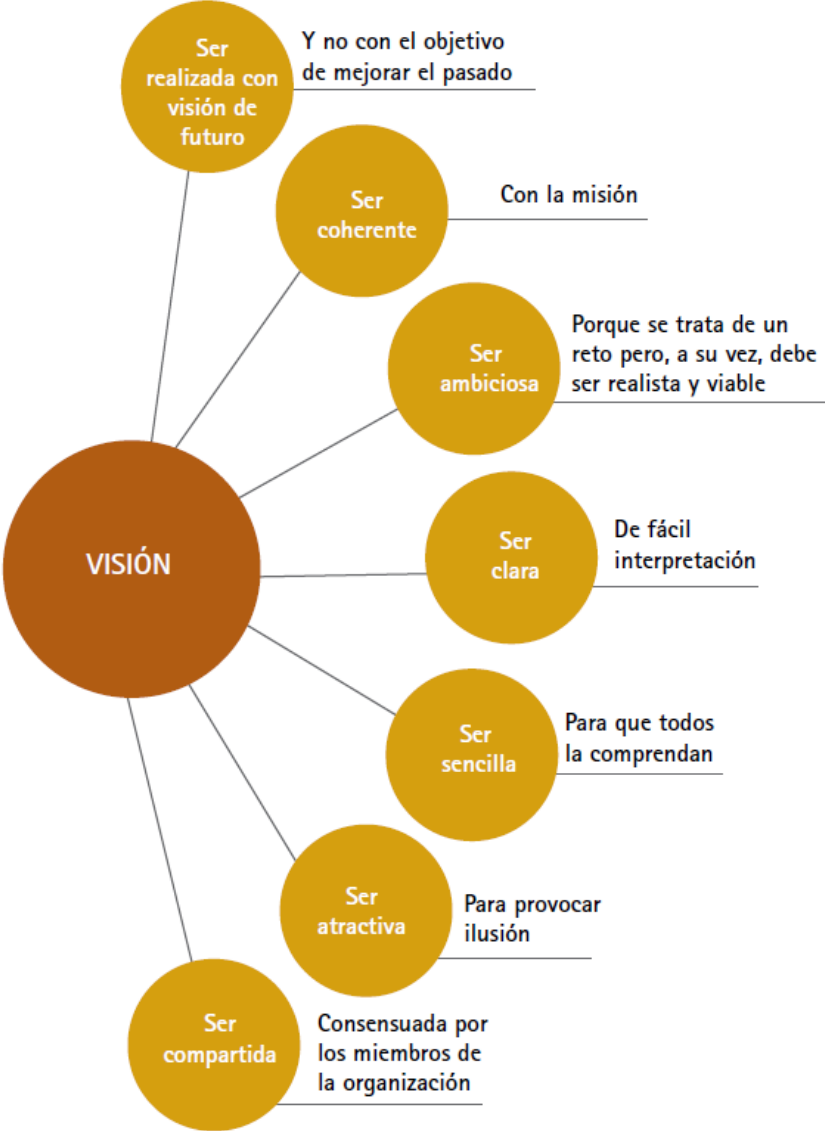 Ser
realizada con
visión de
futuro
Y no con el objetivo
de mejorar el pasado
Ser
coherente
Con la misión
Ser
ambiciosa
Porque se trata de un
reto pero, a su vez, debe
ser realista y viable
VISIÓN
Ser
clara
De fácil
interpretación
Ser
sencilla
Para que todos
la comprendan
Ser
atractiva
Para provocar
ilusión
Ser
compartida
Consensuada por
los miembros de
la organización